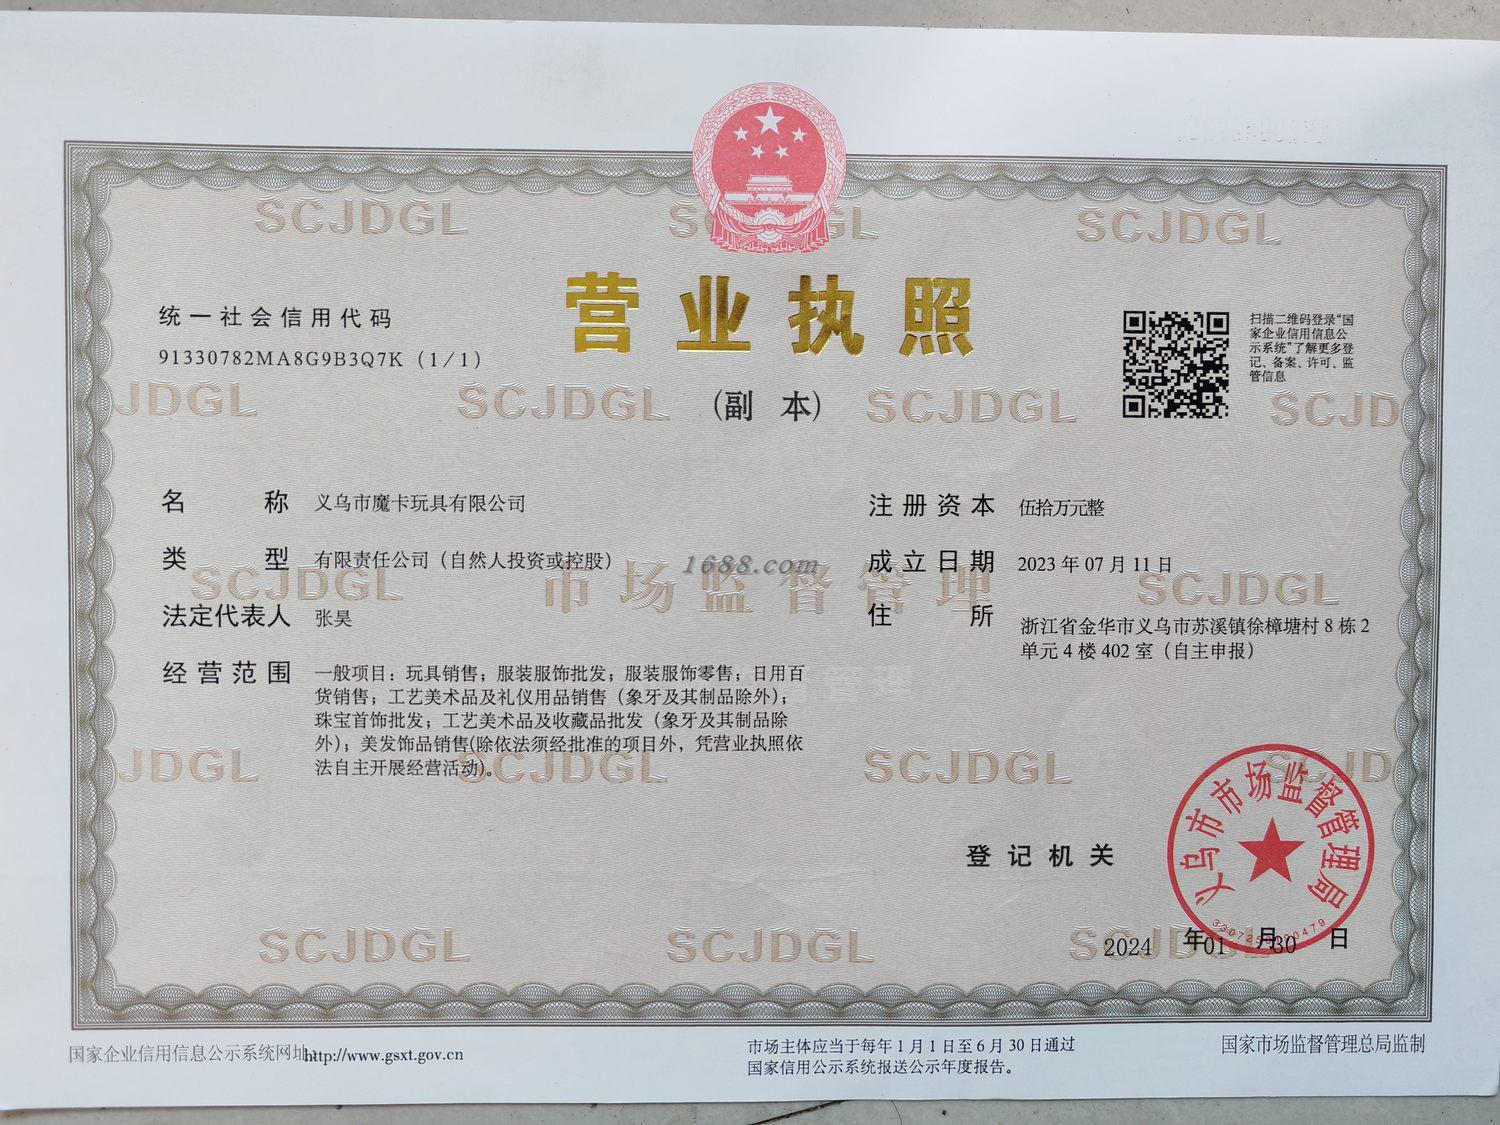 营业执照
(副 本)
统一社会信用代码
91330782MA8G9B3Q7K (1/1)
扫描二维码登录“国
家企业信用信息公
示系统”了解更多登
记、备案、许可、监
管信息
名 称 义乌市魔卡玩具有限公司
类 型 有限责任公司(自然人投资或控股)
法定代表人 张昊
经营范围 一般项目：玩具销售；服装服饰批发；服装服饰零售；日用百
货销售；工艺美术品及礼仪用品销售（象牙及其制品除外）；
珠宝首饰批发；工艺美术品及收藏品批发（象牙及其制品除
外）；美发饰品销售(除依法须经批准的项目外，凭营业执照依
法自主开展经营活动)。
注册资本 伍拾万元整
成立日期 2023年07月11日
住 所 浙江省金华市义乌市苏溪镇徐樟塘村8栋2
单元4楼402室（自主申报）
登记机关
义乌市市场监督管理局
2024 年01 月30 日
SCJDGL
市场监督管理
1688.com
国家企业信用信息公示系统网址http://www.gsxt.gov.cn
市场主体应当于每年1月1日至6月30日通过
国家信用公示系统报送公示年度报告。
国家市场监督管理总局监制